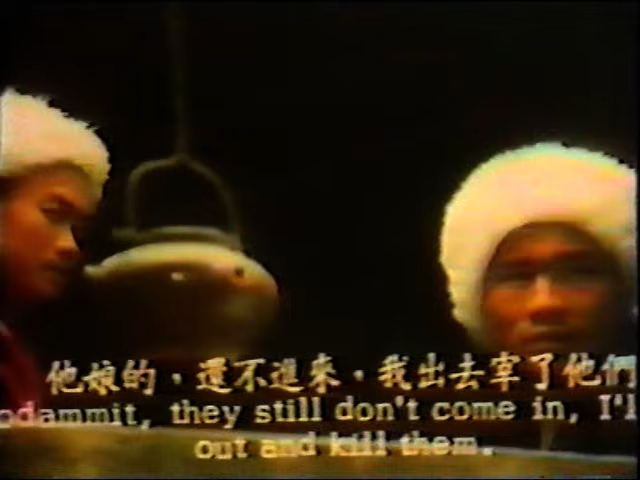 他娘的，還不進來，我出去宰了他們
odammit, they still don't come in, I'l
out and kill them.